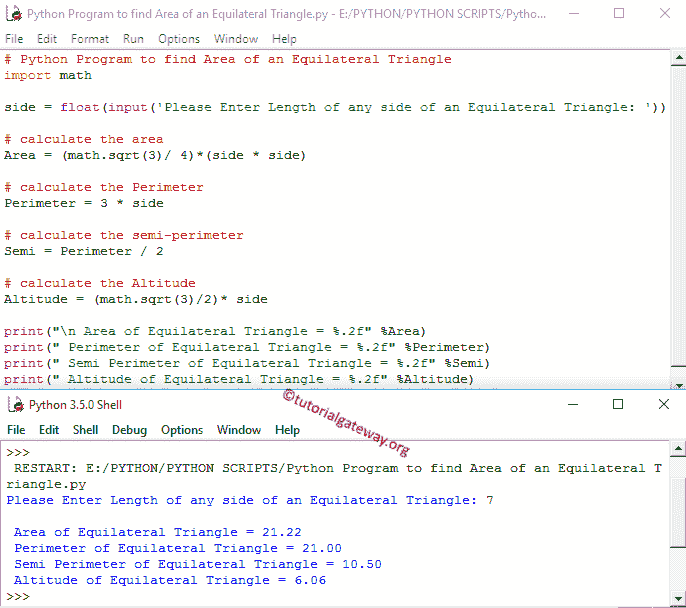 Python Program to find Area of an Equilateral Triangle.py - E:/PYTHON/PYTHON SCRIPTS/Pytho...
File Edit Format Run Options Window Help
# Python Program to find Area of an Equilateral Triangle
import math
side = float(input('Please Enter Length of any side of an Equilateral Triangle: '))
# calculate the area
Area = (math.sqrt(3)/ 4)*(side * side)
# calculate the Perimeter
Perimeter = 3 * side
# calculate the semi-perimeter
Semi = Perimeter / 2
# calculate the Altitude
Altitude = (math.sqrt(3)/2)* side
print("\n Area of Equilateral Triangle = %.2f" %Area)
print(" Perimeter of Equilateral Triangle = %.2f" %Perimeter)
print(" Semi Perimeter of Equilateral Triangle = %.2f" %Semi)
print(" Altitude of Equilateral Triangle = %.2f" %Altitude)
©tutorialgateway.org
Python 3.5.0 Shell
File Edit Shell Debug Options Window Help
>>>
RESTART: E:/PYTHON/PYTHON SCRIPTS/Python Program to find Area of an Equilateral T
riangle.py
Please Enter Length of any side of an Equilateral Triangle: 7
Area of Equilateral Triangle = 21.22
Perimeter of Equilateral Triangle = 21.00
Semi Perimeter of Equilateral Triangle = 10.50
Altitude of Equilateral Triangle = 6.06
>>>